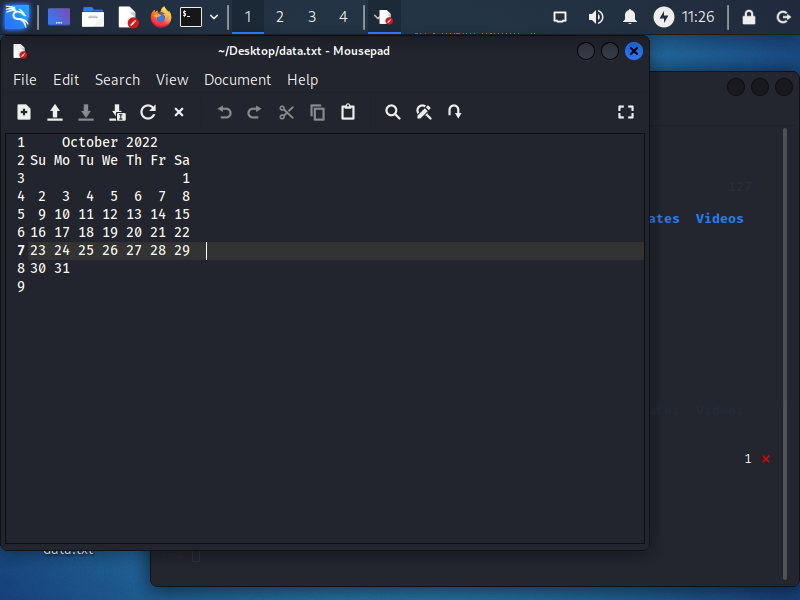 1 2 3 4 11:26
~/Desktop/data.txt - Mousepad
File Edit Search View Document Help
1 October 2022
2 Su Mo Tu We Th Fr Sa
3 1
4 2 3 4 5 6 7 8
5 9 10 11 12 13 14 15
6 16 17 18 19 20 21 22
7 23 24 25 26 27 28 29
8 30 31
9
127
ates Videos
1 ×
data.txt